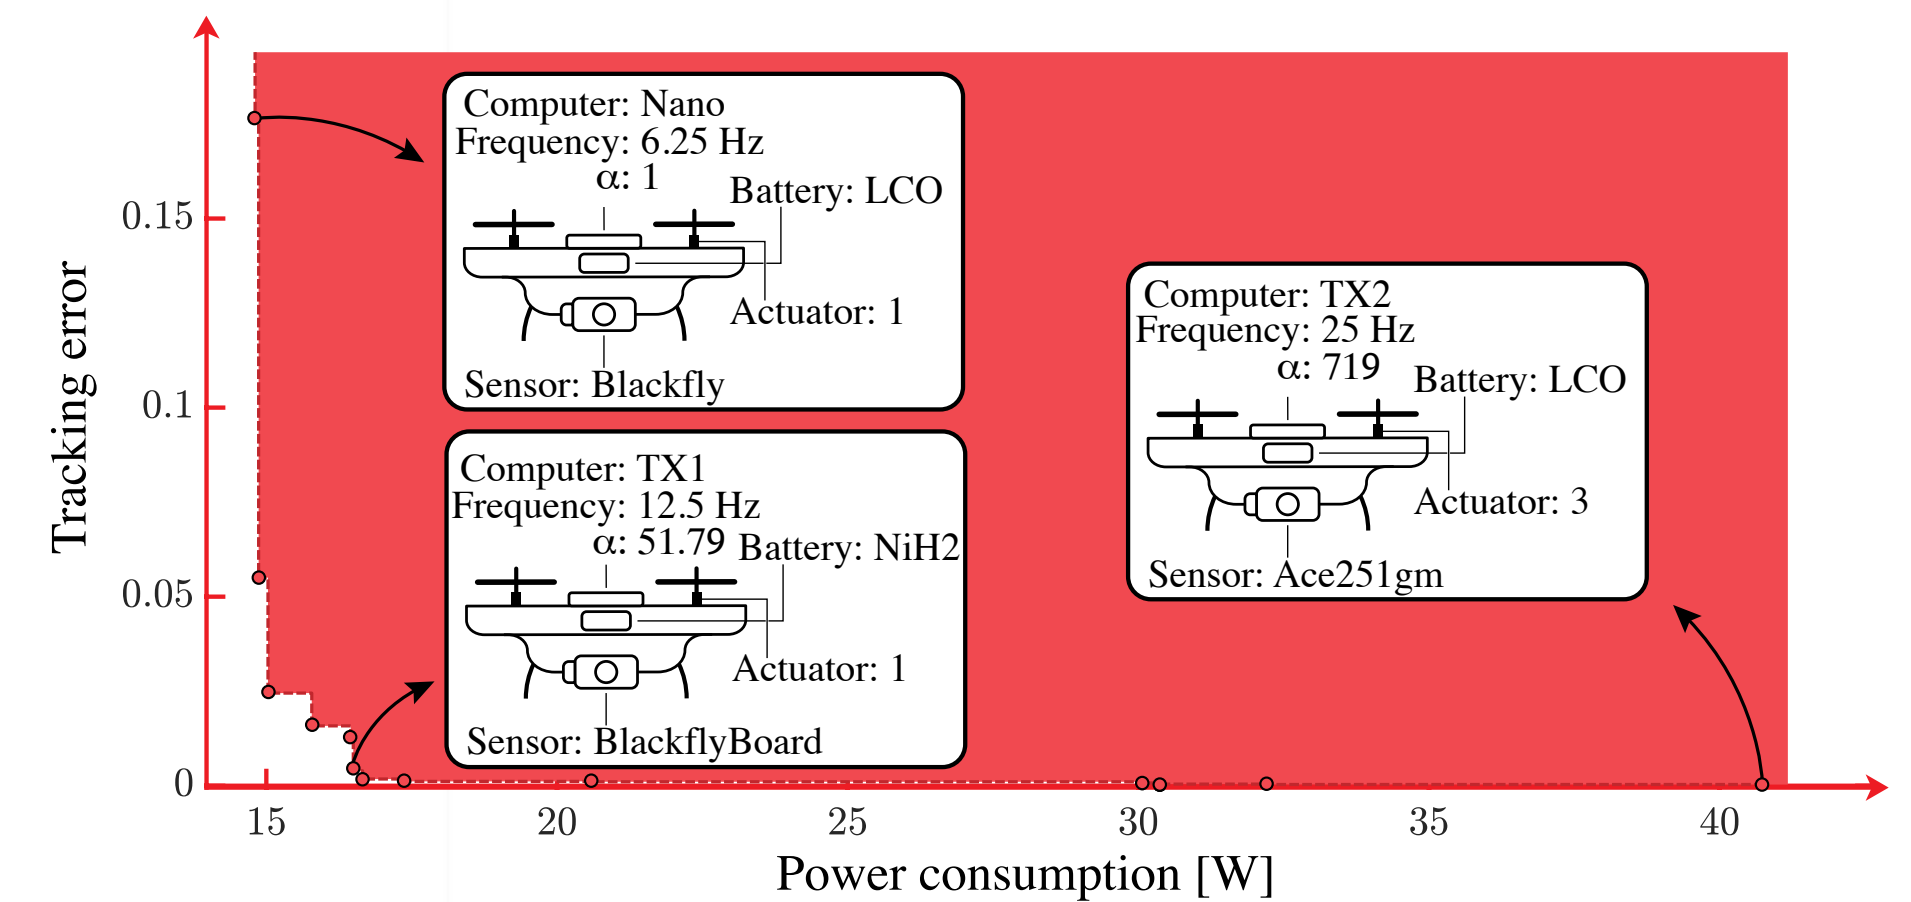 Computer: Nano
Frequency: 6.25 Hz
α: 1
Battery: LCO
Actuator: 1
Sensor: Blackfly
Computer: TX1
Frequency: 12.5 Hz
α: 51.79
Battery: NiH2
Actuator: 1
Sensor: BlackflyBoard
Computer: TX2
Frequency: 25 Hz
α: 719
Battery: LCO
Actuator: 3
Sensor: Ace251gm
Tracking error
0.15
0.1
0.05
0
15 20 25 30 35 40
Power consumption [W]